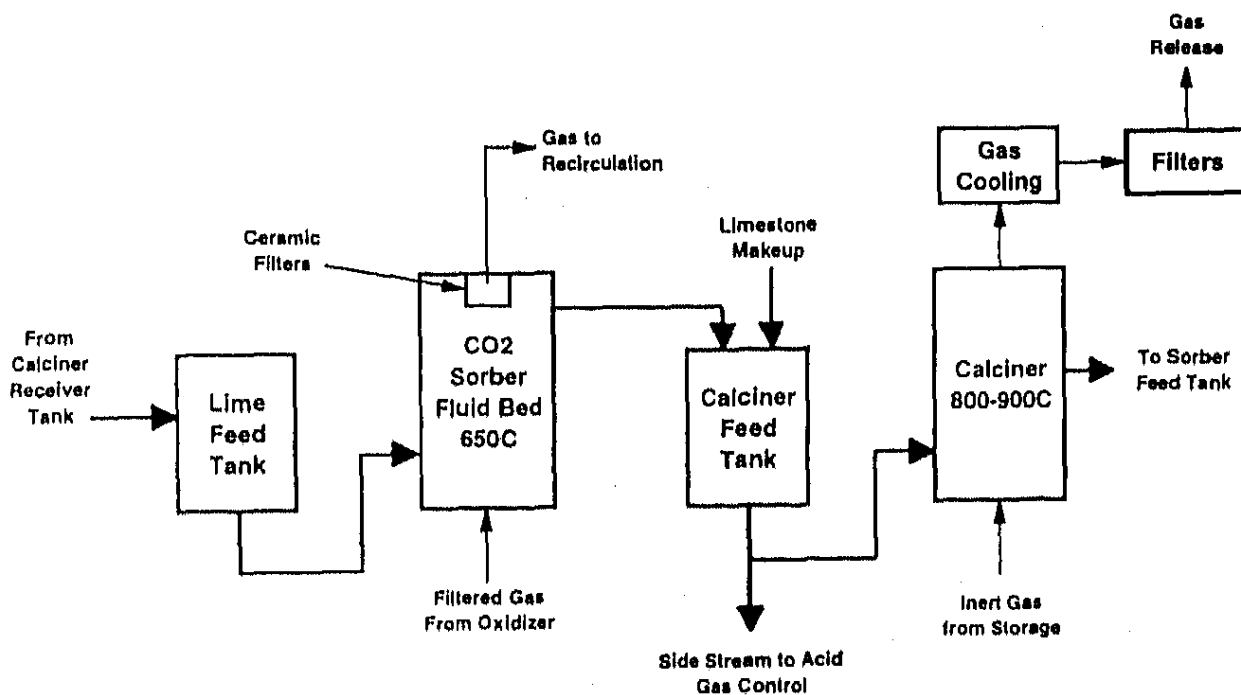 Gas
Release
Gas to
Recirculation
Gas
Cooling
Filters
Ceramic
Filters
Limestone
Makeup
From
Calciner
Receiver
Tank
Lime
Feed
Tank
CO2
Sorber
Fluid Bed
650C
Calciner
Feed
Tank
Calciner
800-900C
To Sorber
Feed Tank
Filtered Gas
From Oxidizer
Inert Gas
from Storage
Side Stream to Acid
Gas Control